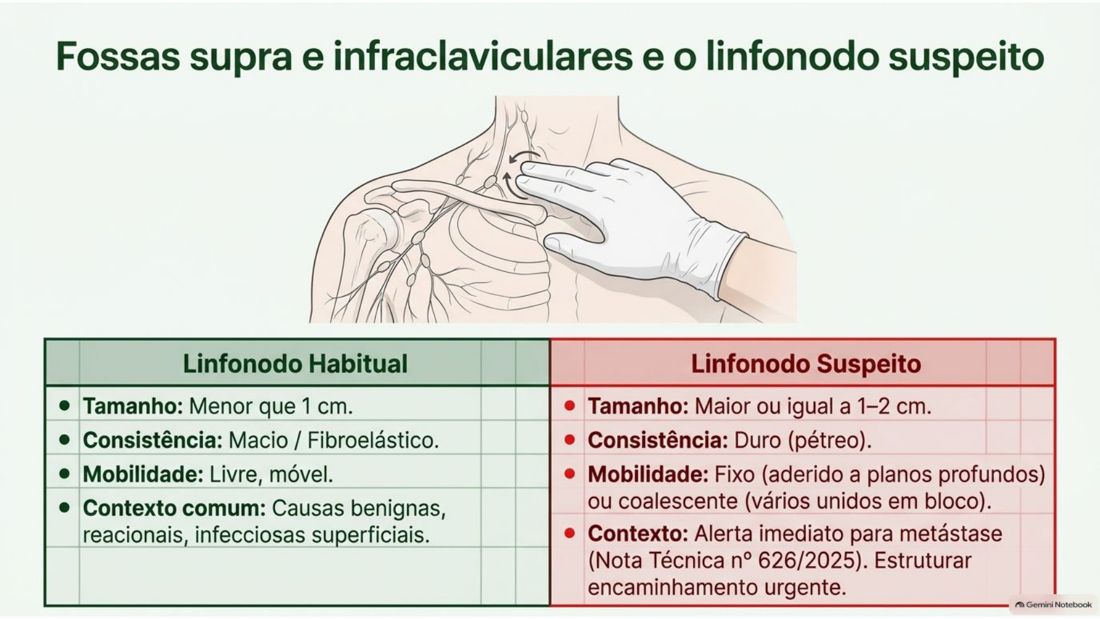 Fossas supra e infraclaviculares e o linfonodo suspeito
Linfonodo Habitual
• Tamanho: Menor que 1 cm.
• Consistência: Macio / Fibroelástico.
• Mobilidade: Livre, móvel.
• Contexto comum: Causas benignas,
reacionais, infecciosas superficiais.
Linfonodo Suspeito
• Tamanho: Maior ou igual a 1–2 cm.
• Consistência: Duro (pétreo).
• Mobilidade: Fixo (aderido a planos profundos)
ou coalescente (vários unidos em bloco).
• Contexto: Alerta imediato para metástase
(Nota Técnica nº 626/2025). Estruturar
encaminhamento urgente.
Gemini Notebook